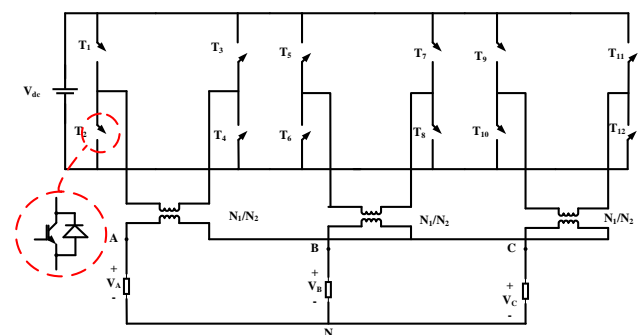 T1 T3 T5 T7 T9 T11
Vdc
T2 T4 T6 T8 T10 T12
N1/N2 N1/N2 N1/N2
A B C
+ + +
VA VB VC
- - -
N